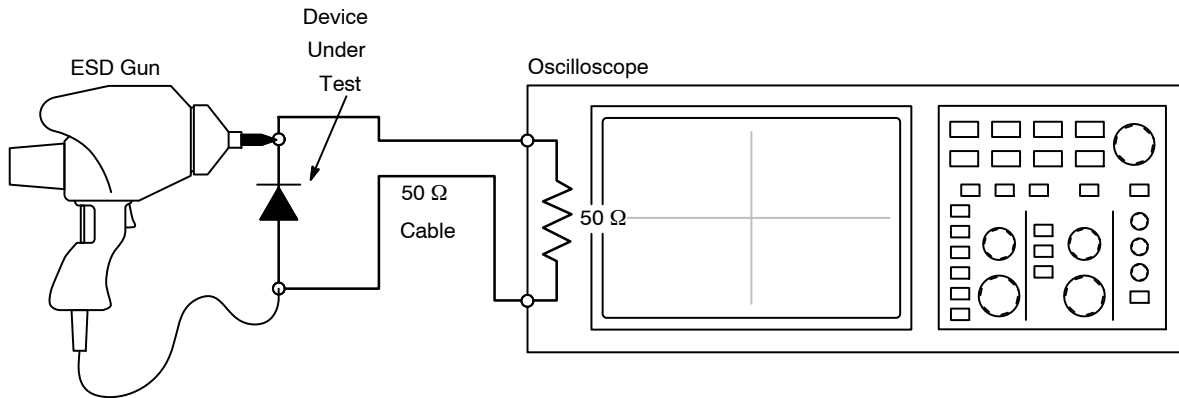 Device
Under
Test
ESD Gun
Oscilloscope
50 Ω
Cable
50 Ω